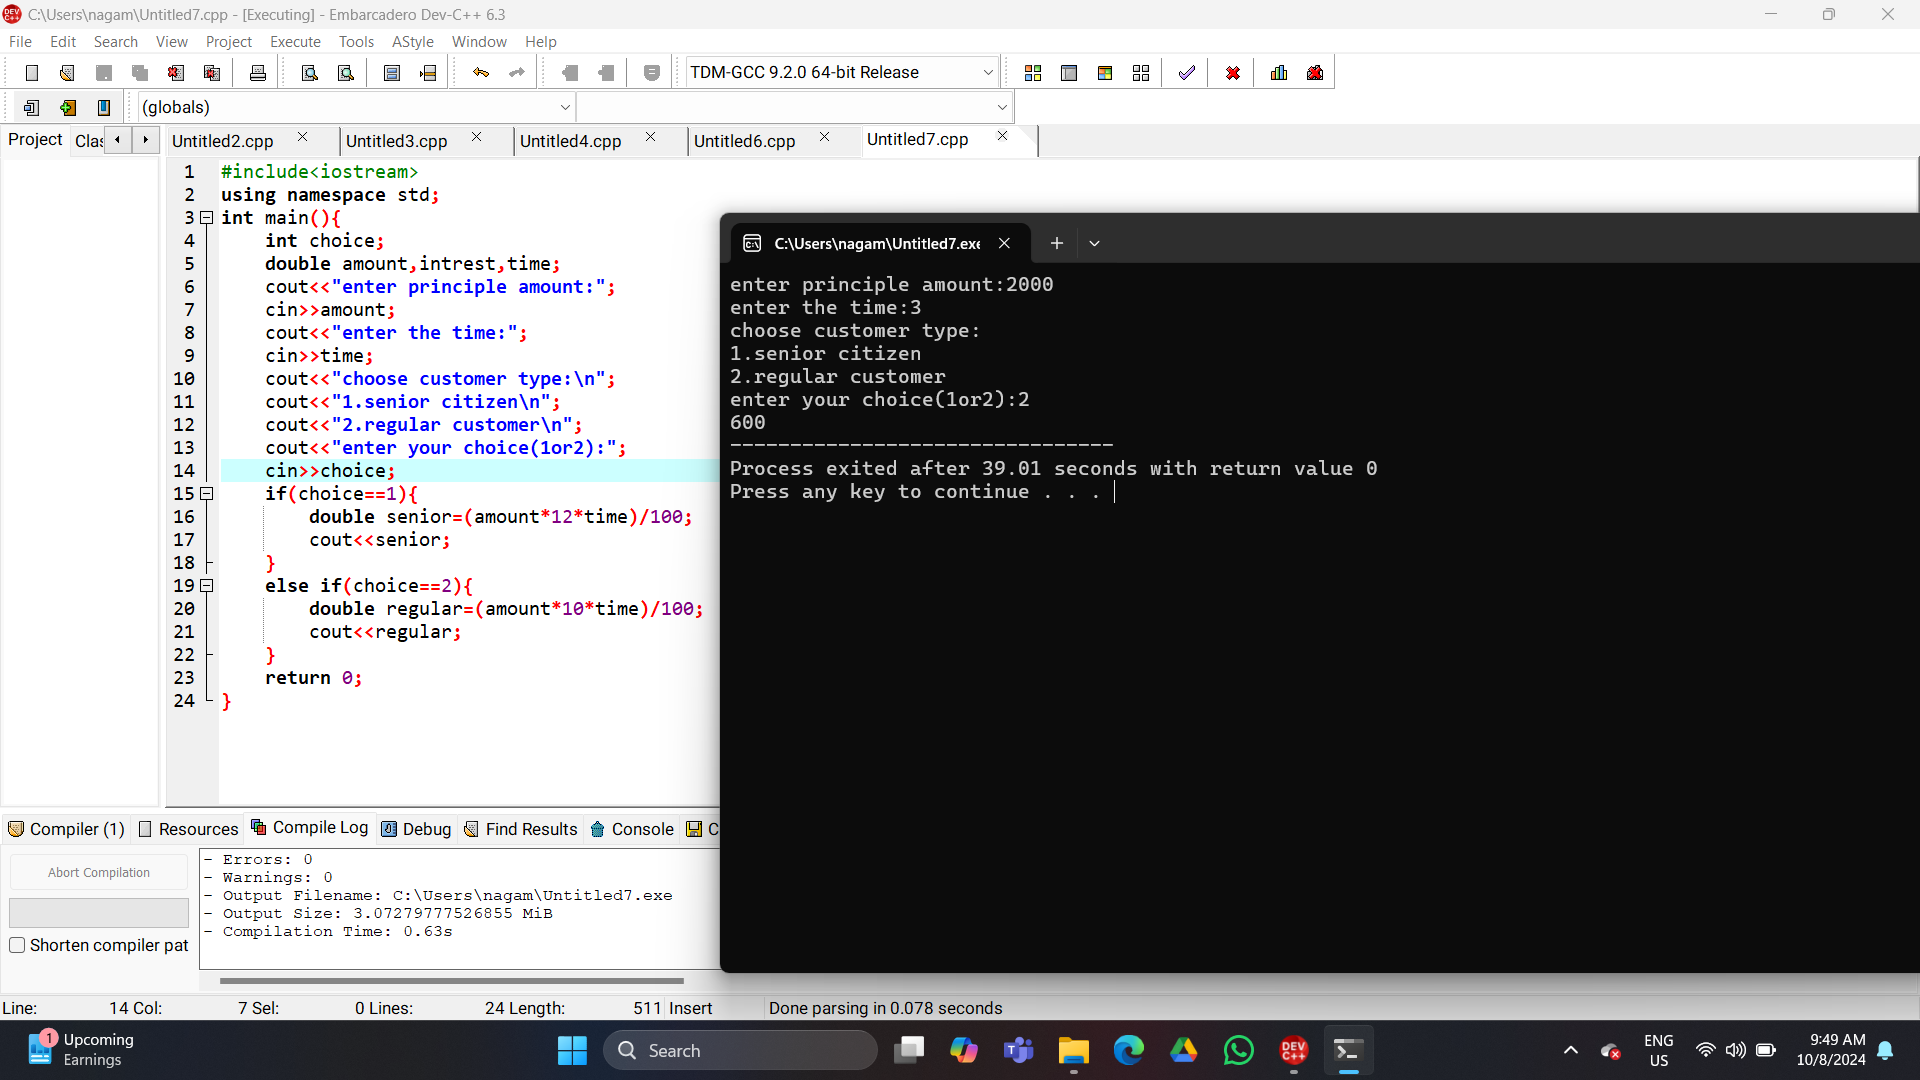 C:\Users\nagam\Untitled7.cpp - [Executing] - Embarcadero Dev-C++ 6.3
File Edit Search View Project Execute Tools AStyle Window Help
TDM-GCC 9.2.0 64-bit Release
(globals)
Project Clas Untitled2.cpp Untitled3.cpp Untitled4.cpp Untitled6.cpp Untitled7.cpp
1 #include<iostream>
2 using namespace std;
3 int main(){
4 int choice;
5 double amount,intrest,time;
6 cout<<"enter principle amount:";
7 cin>>amount;
8 cout<<"enter the time:";
9 cin>>time;
10 cout<<"choose customer type:\n";
11 cout<<"1.senior citizen\n";
12 cout<<"2.regular customer\n";
13 cout<<"enter your choice(1or2):";
14 cin>>choice;
15 if(choice==1){
16 double senior=(amount*12*time)/100;
17 cout<<senior;
18 }
19 else if(choice==2){
20 double regular=(amount*10*time)/100;
21 cout<<regular;
22 }
23 return 0;
24 }
C:\Users\nagam\Untitled7.exe
enter principle amount:2000
enter the time:3
choose customer type:
1.senior citizen
2.regular customer
enter your choice(1or2):2
600
--------------------------------
Process exited after 39.01 seconds with return value 0
Press any key to continue . . .
Compiler (1) Resources Compile Log Debug Find Results Console C
Abort Compilation
Shorten compiler pat
- Errors: 0
- Warnings: 0
- Output Filename: C:\Users\nagam\Untitled7.exe
- Output Size: 3.07279777526855 MiB
- Compilation Time: 0.63s
Line: 14 Col: 7 Sel: 0 Lines: 24 Length: 511 Insert Done parsing in 0.078 seconds
1 Upcoming
Earnings
Search
DEV C++
ENG
US
9:49 AM
10/8/2024